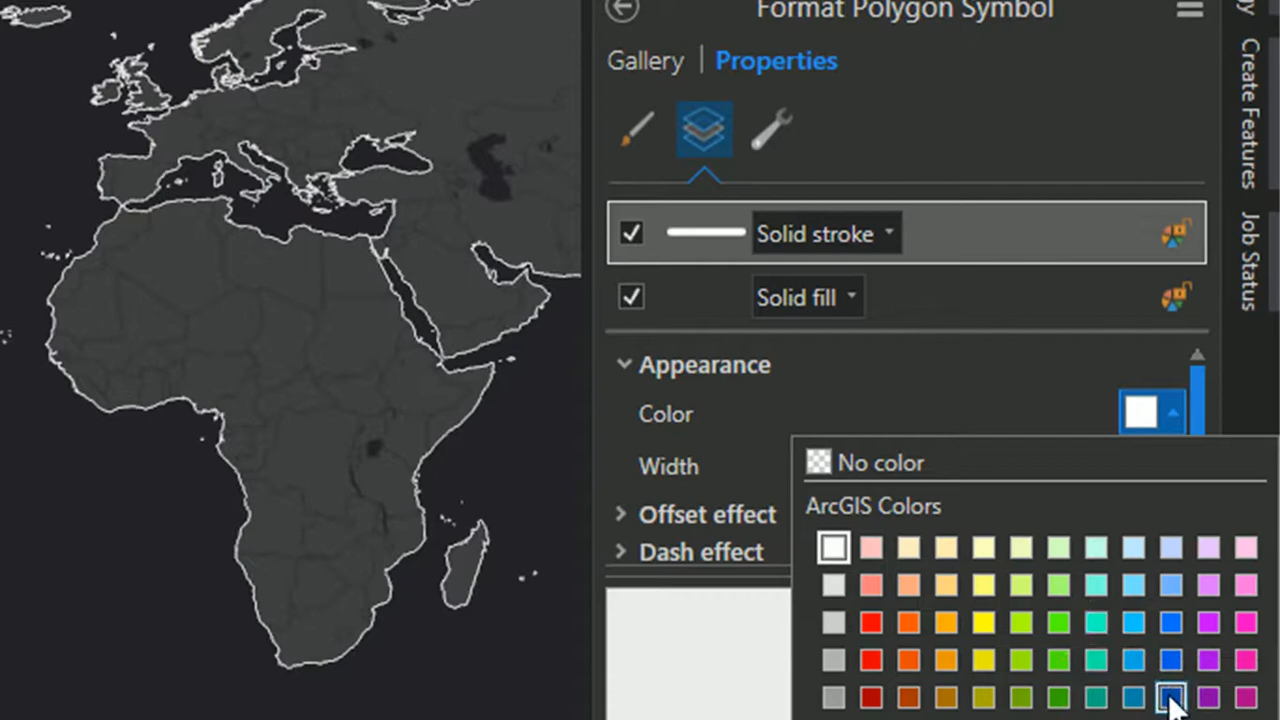 Format Polygon Symbol
Gallery | Properties
Solid stroke
Solid fill
Appearance
Color
Width
Offset effect
Dash effect
No color
ArcGIS Colors
Create Features
Job Status